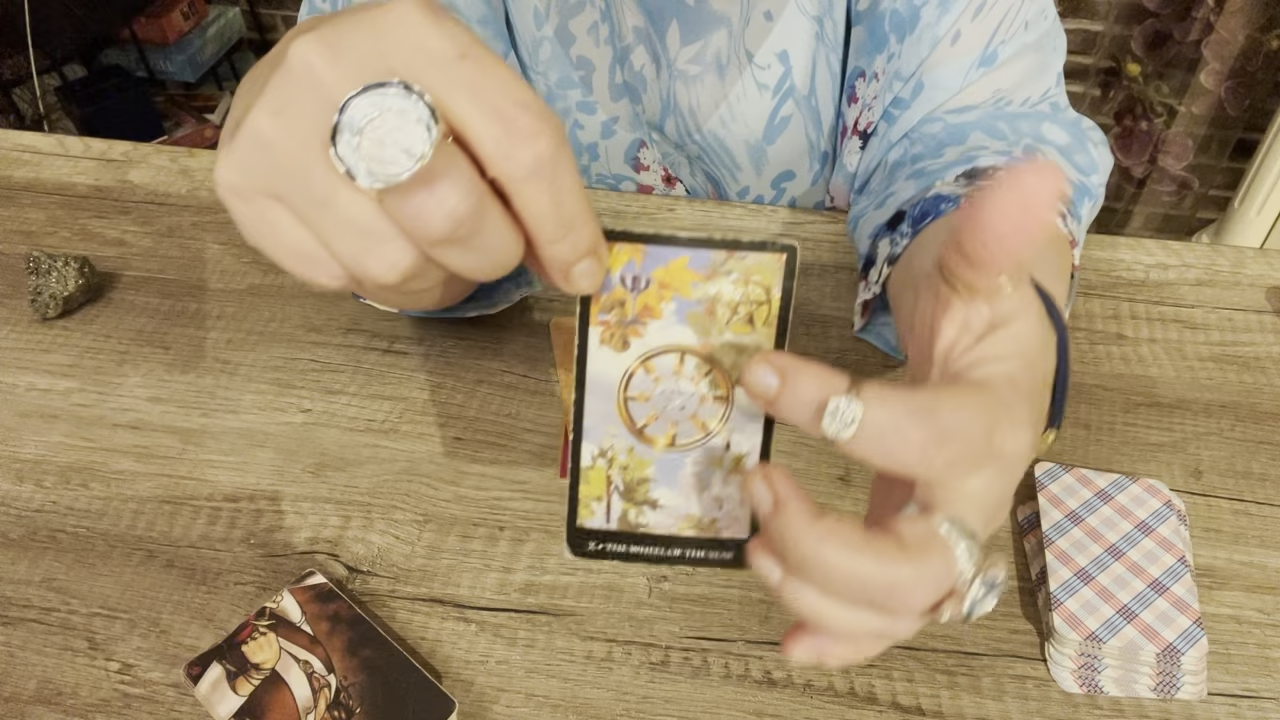 X • THE WHEEL OF THE YEAR